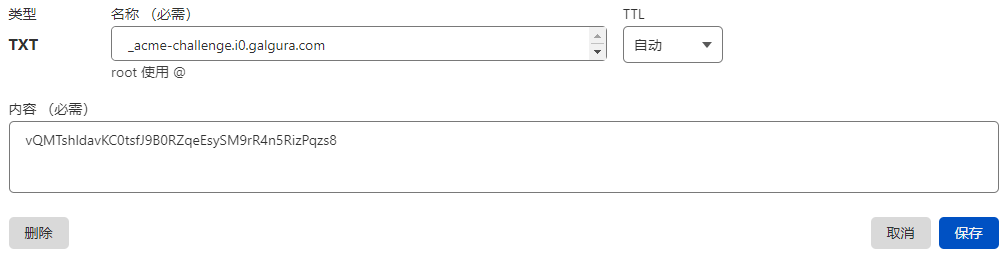 类型 名称 （必需） TTL
TXT _acme-challenge.i0.galgura.com 自动
root 使用 @
内容 （必需）
vQMTshldavKC0tsfJ9B0RZqeEsySM9rR4n5RizPqzs8
删除 取消 保存